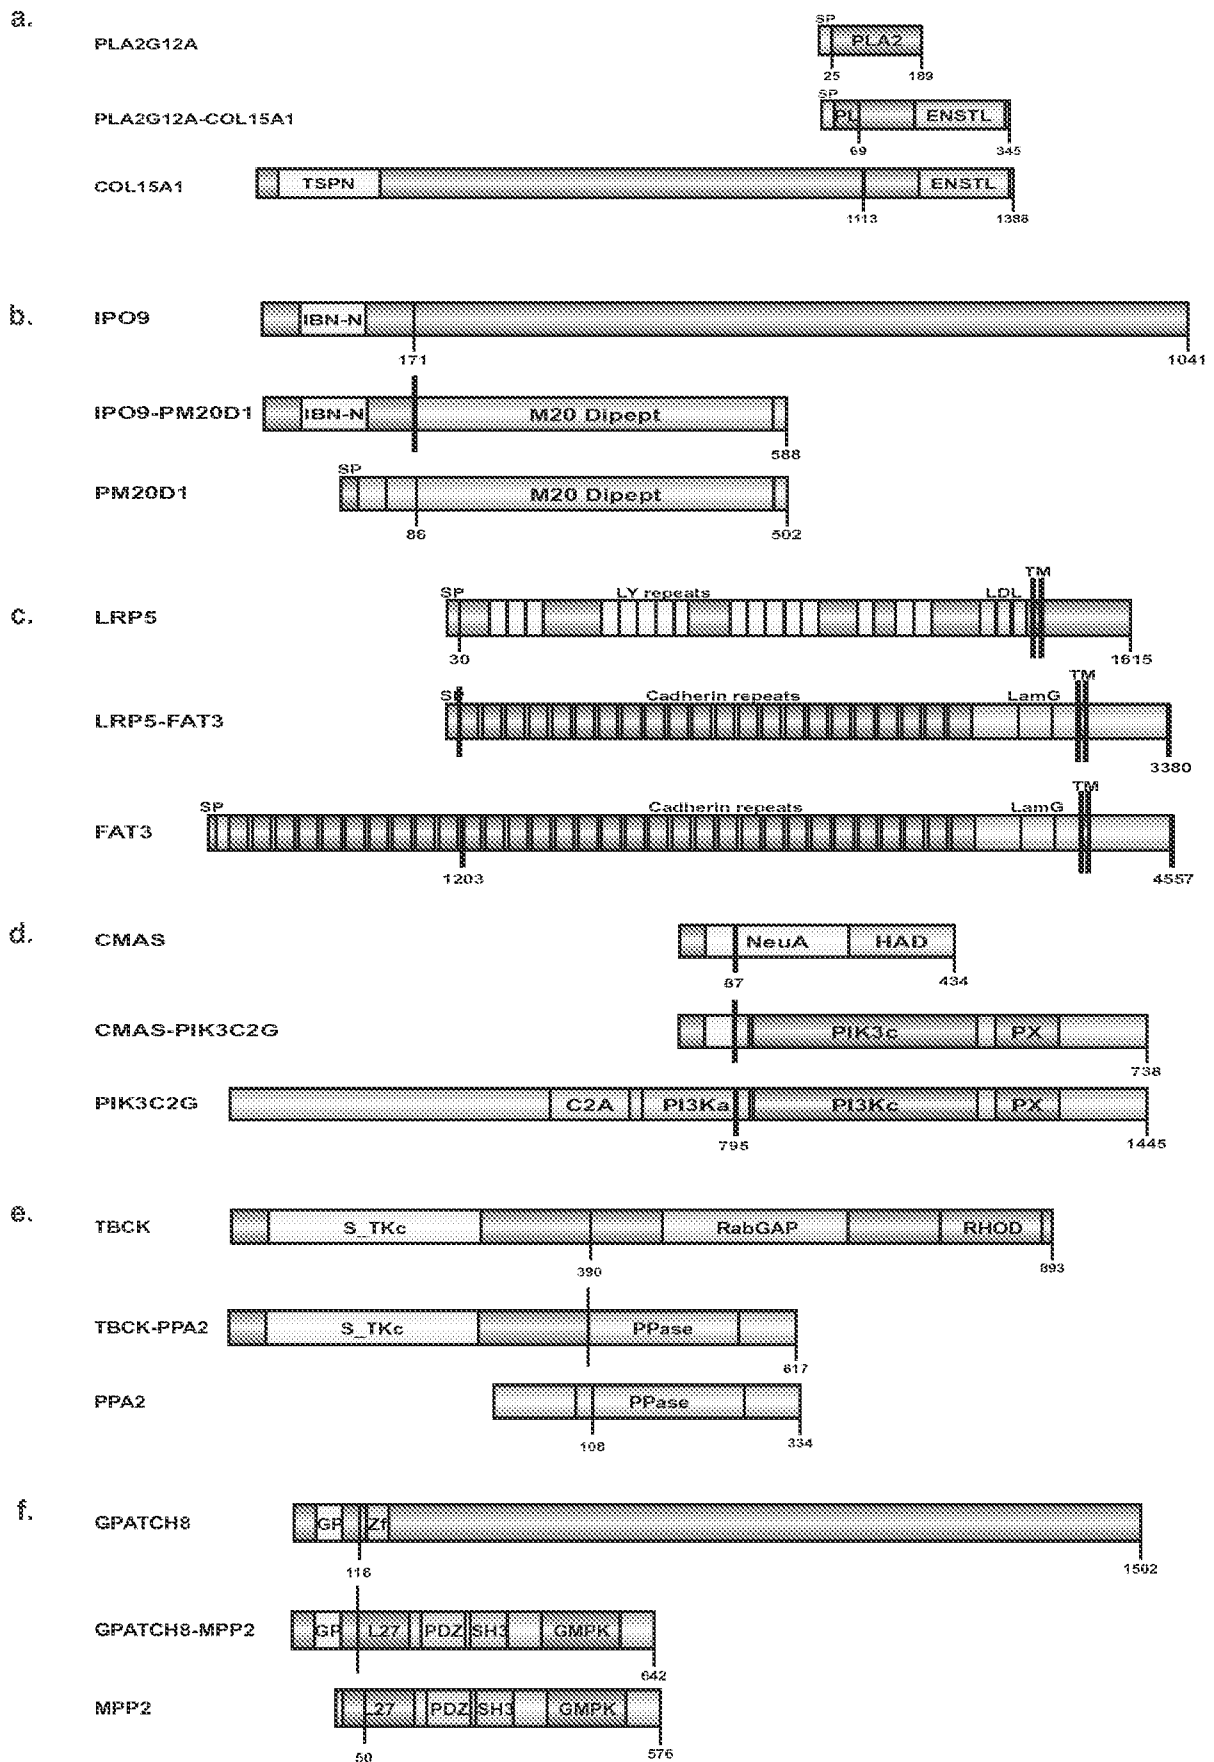 a.
SP
PLA2G12A PLA2
25 189
SP
PLA2G12A-COL15A1 PL ENSTL
69 345
COL15A1 TSPN ENSTL
1113 1388
b. IPO9 IBN-N
171 1041
IPO9-PM20D1 IBN-N M20 Dipept
588
SP
PM20D1 M20 Dipept
86 502
TM
SP LY repeats LDL
c. LRP5
30 1615
TM
SP Cadherin repeats LamG
LRP5-FAT3
3380
TM
SP Cadherin repeats LamG
FAT3
1203 4557
d. CMAS NeuA HAD
87 434
CMAS-PIK3C2G PIK3c PX
738
PIK3C2G C2A PI3Ka PI3Kc PX
795 1445
e. TBCK S_TKc RabGAP RHOD
390 893
TBCK-PPA2 S_TKc PPase
617
PPA2 PPase
108 334
f. GPATCH8 GP Zf
116 1502
GPATCH8-MPP2 GP L27 PDZ SH3 GMPK
642
MPP2 L27 PDZ SH3 GMPK
50 576